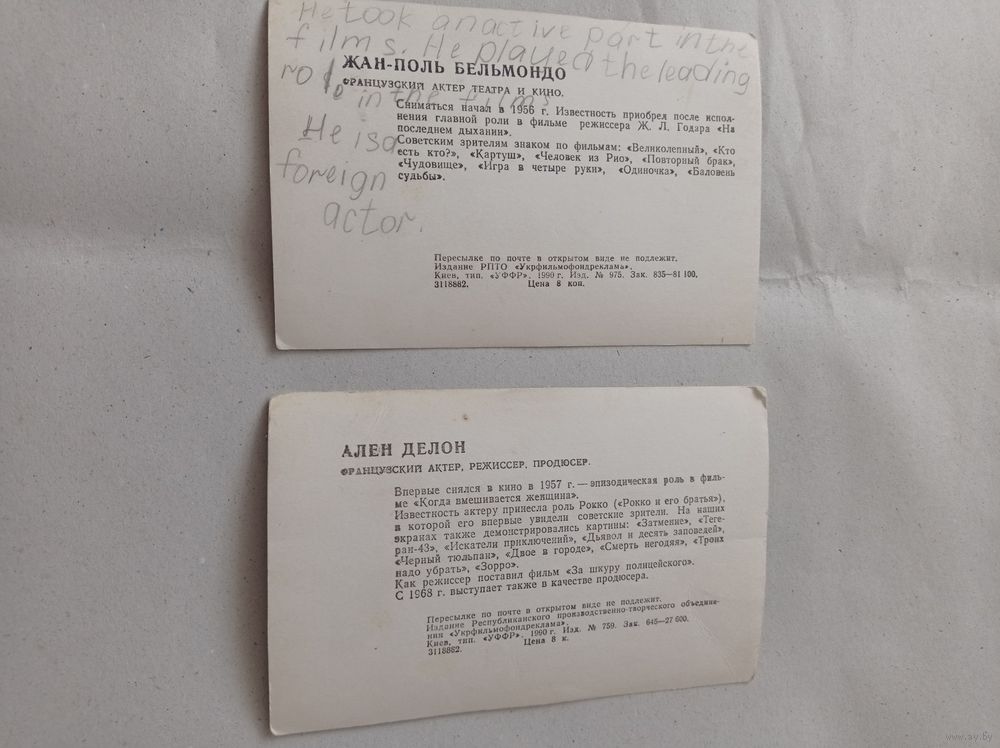 He took an active part in the
films. He played the leading
role in the films
He is a
foreign
actor.
ЖАН-ПОЛЬ БЕЛЬМОНДО
ФРАНЦУЗСКИЙ АКТЕР ТЕАТРА И КИНО.
Сниматься начал в 1956 г. Известность приобрел после испол-
нения главной роли в фильме режиссера Ж. Л. Годара «На
последнем дыхании».
Советским зрителям знаком по фильмам: «Великолепный», «Кто
есть кто?», «Картуш», «Человек из Рио», «Повторный брак»,
«Чудовище», «Игра в четыре руки», «Одиночка», «Баловень
судьбы».
Пересылке по почте в открытом виде не подлежит.
Издание РПТО «Укрфильмофондреклама».
Киев, тип. «УФФР». 1990 г. Изд. № 975. Зак. 835—81 100.
3118882. Цена 8 коп.
АЛЕН ДЕЛОН
ФРАНЦУЗСКИЙ АКТЕР, РЕЖИССЕР, ПРОДЮСЕР.
Впервые снялся в кино в 1957 г. — эпизодическая роль в филь-
ме «Когда вмешивается женщина».
Известность актеру принесла роль Рокко («Рокко и его братья»),
в которой его впервые увидели советские зрители. На наших
экранах также демонстрировались картины: «Затмение», «Теге-
ран-43», «Искатели приключений», «Дьявол и десять заповедей»,
«Черный тюльпан», «Двое в городе», «Смерть негодяя», «Троих
надо убрать», «Зорро».
Как режиссер поставил фильм «За шкуру полицейского».
С 1968 г. выступает также в качестве продюсера.
Пересылке по почте в открытом виде не подлежит.
Издание Республиканского производственно-творческого объедине-
ния «Укрфильмофондреклама».
Киев, тип. «УФФР». 1990 г. Изд. № 759. Зак. 645—27 600.
3118882. Цена 8 к.
www.ay.by